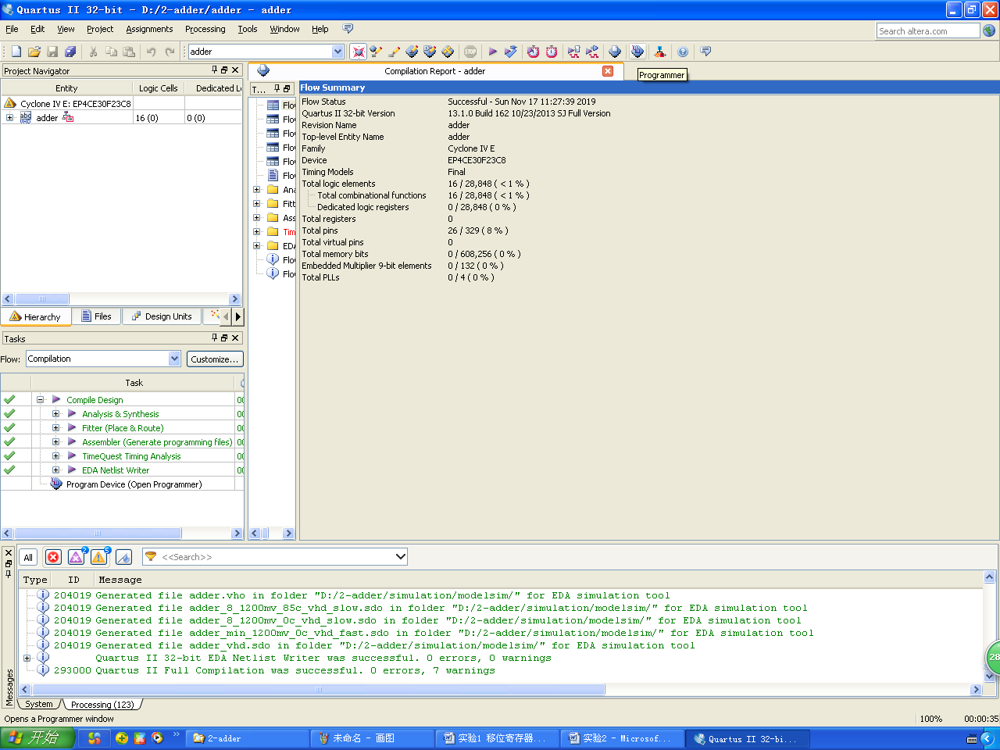 Quartus II 32-bit - D:/2-adder/adder - adder
File Edit View Project Assignments Processing Tools Window Help
Search altera.com
adder
Project Navigator
Compilation Report - adder
Programmer
Entity Logic Cells Dedicated L
Cyclone IV E: EP4CE30F23C8
adder 16 (0) 0 (0)
Hierarchy Files Design Units
Tasks
Flow: Compilation Customize...
Task
Compile Design 00
Analysis & Synthesis 00
Fitter (Place & Route) 00
Assembler (Generate programming files) 00
TimeQuest Timing Analysis 00
EDA Netlist Writer 00
Program Device (Open Programmer)
T...
Flo
Flo
Flo
Flo
Flo
Flo
Ana
Fitt
Ass
Tim
EDA
Flo
Flo
Flow Summary
Flow Status Successful - Sun Nov 17 11:27:39 2019
Quartus II 32-bit Version 13.1.0 Build 162 10/23/2013 SJ Full Version
Revision Name adder
Top-level Entity Name adder
Family Cyclone IV E
Device EP4CE30F23C8
Timing Models Final
Total logic elements 16 / 28,848 ( < 1 % )
Total combinational functions 16 / 28,848 ( < 1 % )
Dedicated logic registers 0 / 28,848 ( 0 % )
Total registers 0
Total pins 26 / 329 ( 8 % )
Total virtual pins 0
Total memory bits 0 / 608,256 ( 0 % )
Embedded Multiplier 9-bit elements 0 / 132 ( 0 % )
Total PLLs 0 / 4 ( 0 % )
All 2 5 <<Search>>
Type ID Message
204019 Generated file adder.vho in folder "D:/2-adder/simulation/modelsim/" for EDA simulation tool
204019 Generated file adder_8_1200mv_85c_vhd_slow.sdo in folder "D:/2-adder/simulation/modelsim/" for EDA simulation tool
204019 Generated file adder_8_1200mv_0c_vhd_slow.sdo in folder "D:/2-adder/simulation/modelsim/" for EDA simulation tool
204019 Generated file adder_min_1200mv_0c_vhd_fast.sdo in folder "D:/2-adder/simulation/modelsim/" for EDA simulation tool
204019 Generated file adder_vhd.sdo in folder "D:/2-adder/simulation/modelsim/" for EDA simulation tool
Quartus II 32-bit EDA Netlist Writer was successful. 0 errors, 0 warnings
293000 Quartus II Full Compilation was successful. 0 errors, 7 warnings
28
Messages
System Processing (123)
Opens a Programmer window 100% 00:00:35
开始 2-adder 未命名 - 画图 实验1 移位寄存器... 实验2 - Microsof... Quartus II 32-bi...